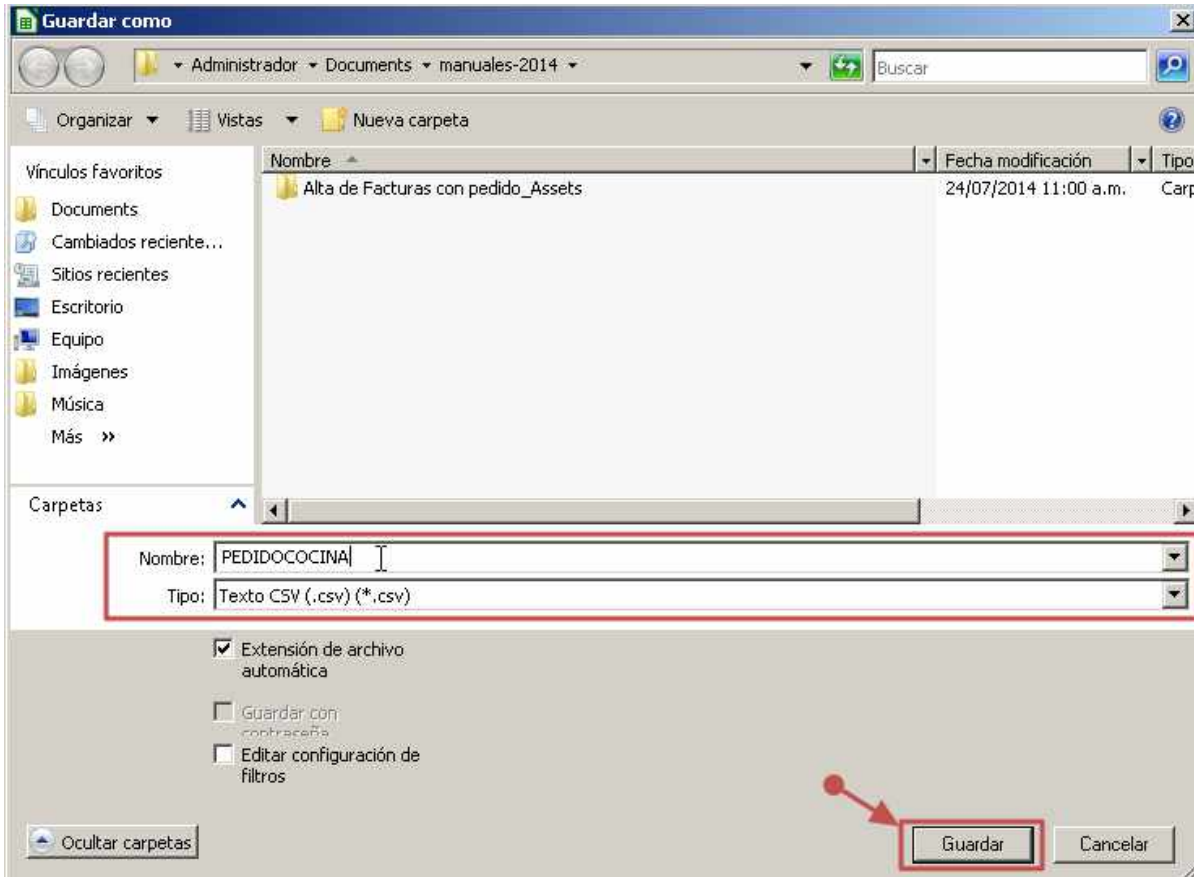 Guardar como
Administrador Documents manuales-2014
Buscar
Organizar Vistas Nueva carpeta
Vínculos favoritos
Documents
Cambiados reciente...
Sitios recientes
Escritorio
Equipo
Imágenes
Música
Más »
Carpetas
Nombre Fecha modificación Tipo
Alta de Facturas con pedido_Assets 24/07/2014 11:00 a.m. Carp
Nombre: PEDIDOCOCINA
Tipo: Texto CSV (.csv) (*.csv)
Extensión de archivo
automática
Guardar con
contraseña
Editar configuración de
filtros
Ocultar carpetas
Guardar Cancelar